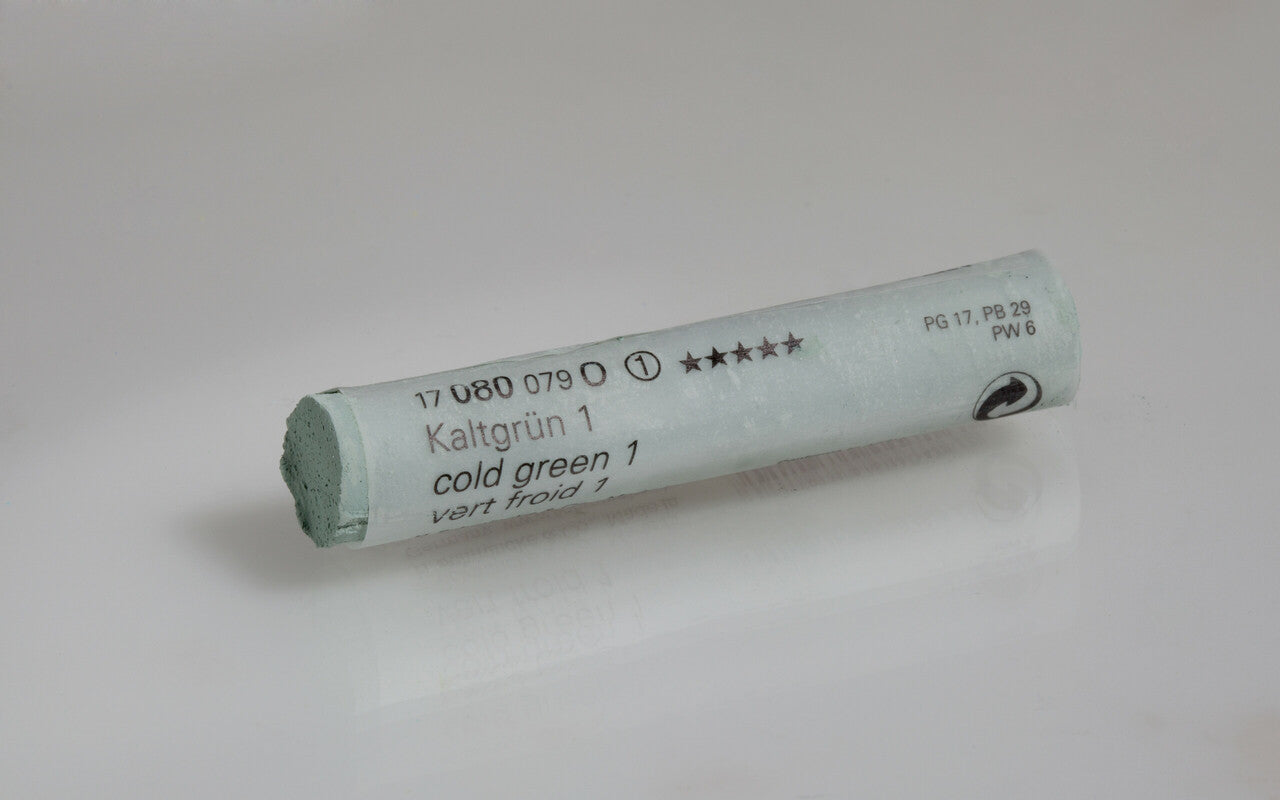 17 080 079 O ① ★★★★★
Kaltgrün 1
cold green 1
vert froid 1
PG 17, PB 29
PW 6